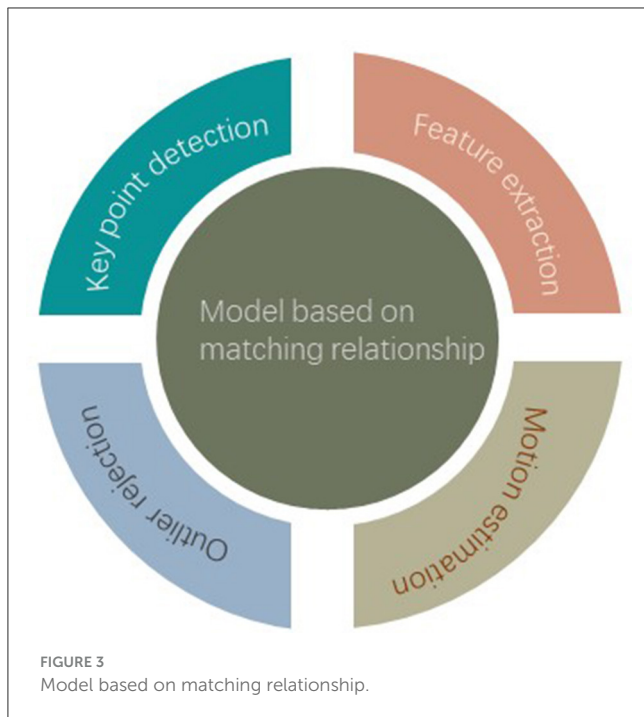 Key point detection
Feature extraction
Model based on
matching relationship
Outlier rejection
Motion estimation
FIGURE 3
Model based on matching relationship.